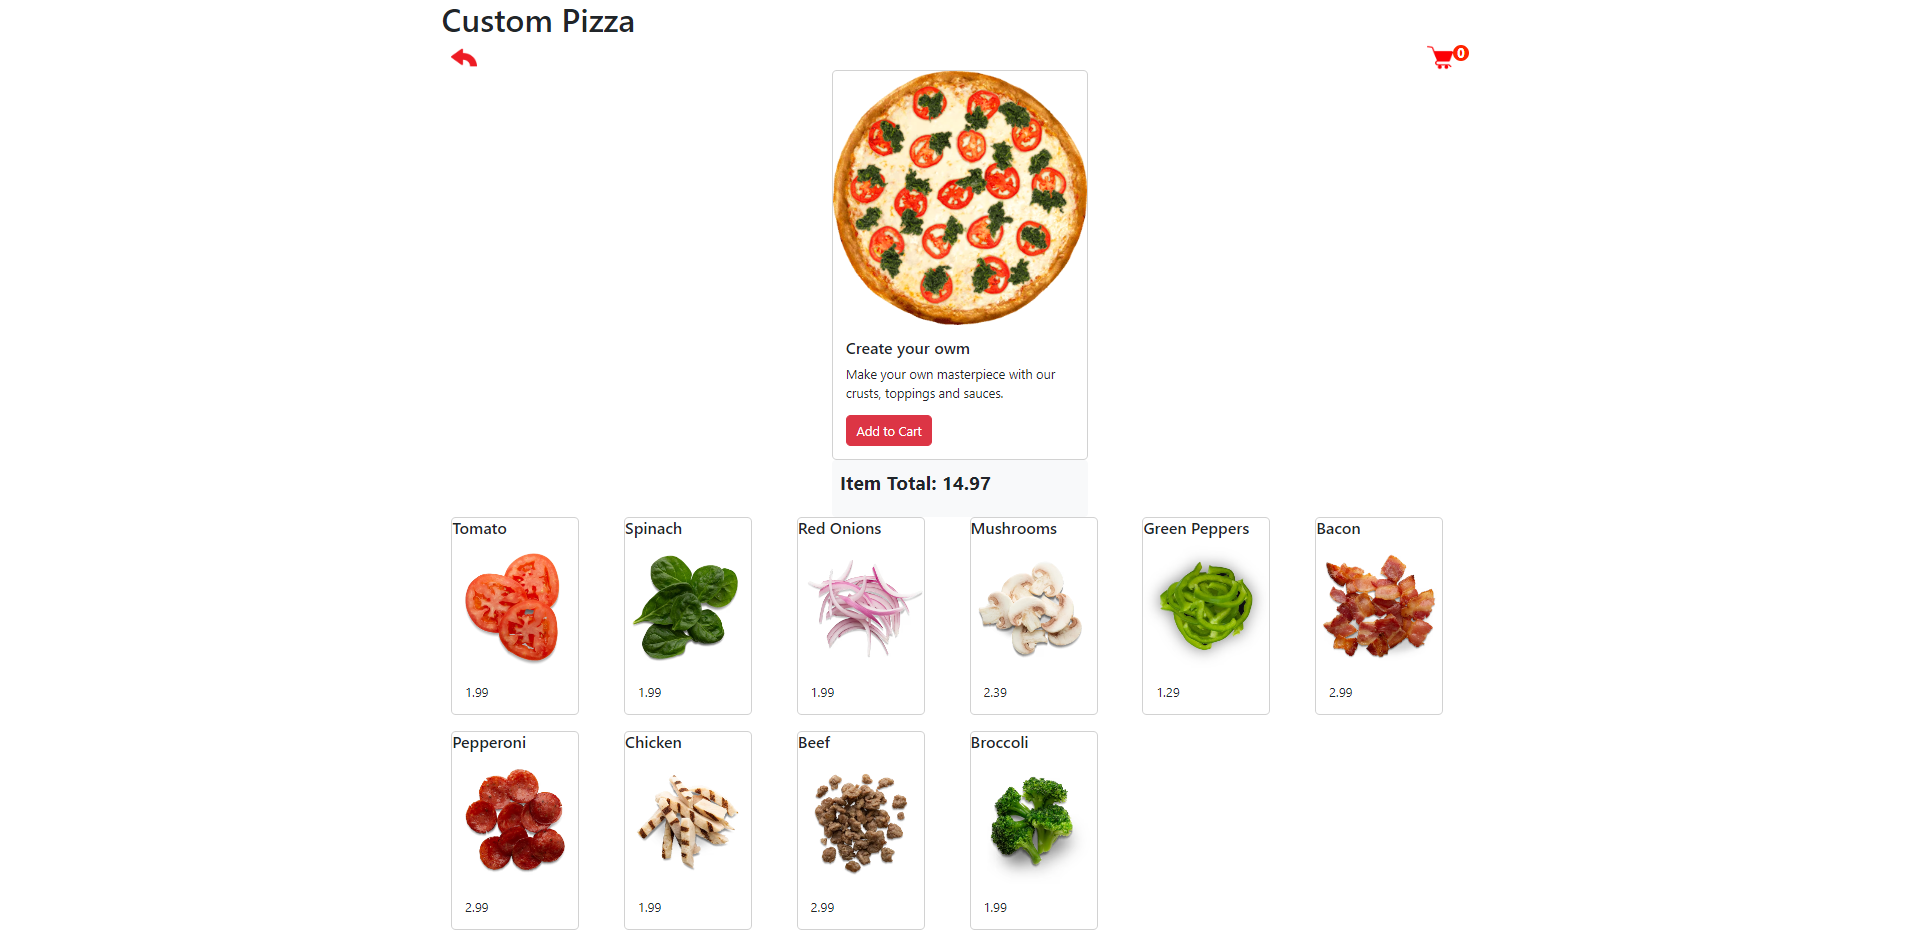 Custom Pizza
0
Create your owm
Make your own masterpiece with our
crusts, toppings and sauces.
Add to Cart
Item Total: 14.97
Tomato
1.99
Spinach
1.99
Red Onions
1.99
Mushrooms
2.39
Green Peppers
1.29
Bacon
2.99
Pepperoni
2.99
Chicken
1.99
Beef
2.99
Broccoli
1.99